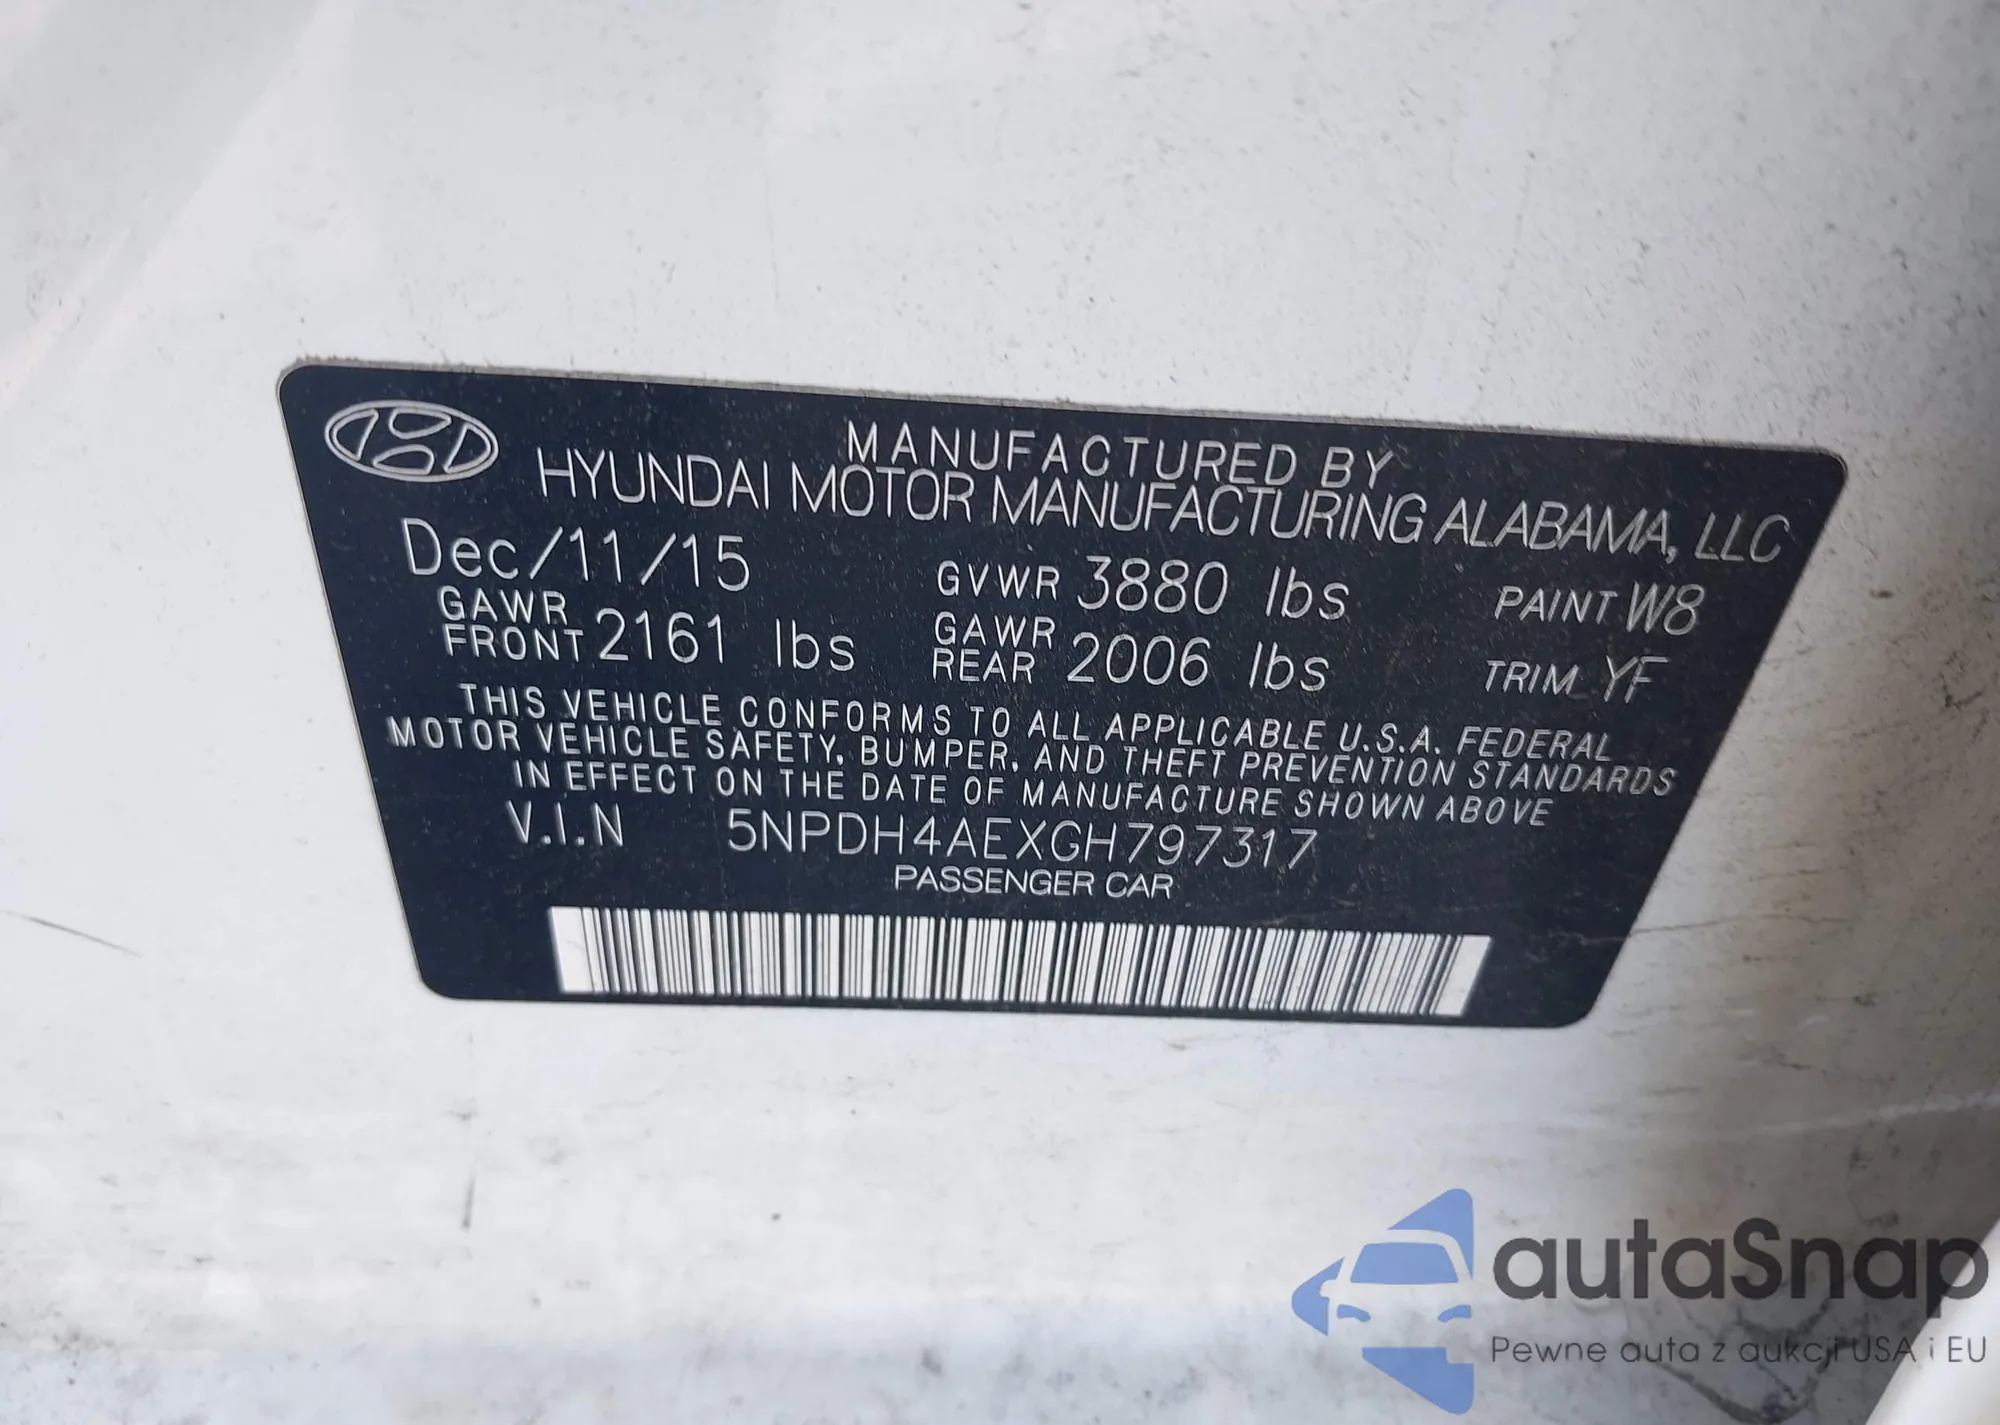 MANUFACTURED BY
HYUNDAI MOTOR MANUFACTURING ALABAMA, LLC
Dec/11/15 GVWR 3880 lbs PAINT W8
GAWR FRONT 2161 lbs GAWR REAR 2006 lbs TRIM YF
THIS VEHICLE CONFORMS TO ALL APPLICABLE U.S.A. FEDERAL
MOTOR VEHICLE SAFETY, BUMPER, AND THEFT PREVENTION STANDARDS
IN EFFECT ON THE DATE OF MANUFACTURE SHOWN ABOVE
V.I.N 5NPDH4AEXGH797317
PASSENGER CAR
autaSnap
Pewne auta z aukcji USA i EU